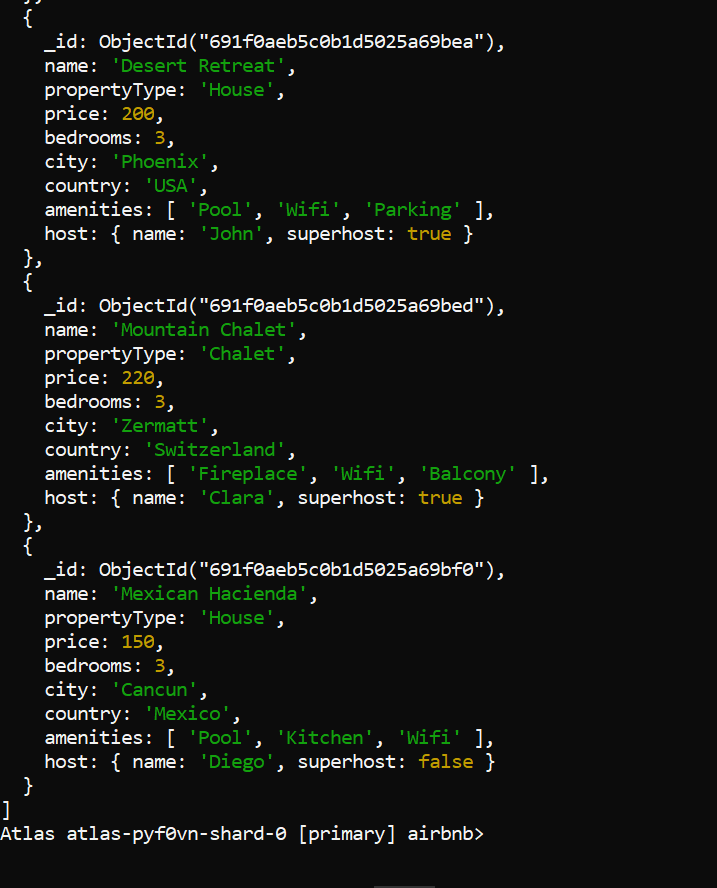 {
_id: ObjectId("691f0aeb5c0b1d5025a69bea"),
name: 'Desert Retreat',
propertyType: 'House',
price: 200,
bedrooms: 3,
city: 'Phoenix',
country: 'USA',
amenities: [ 'Pool', 'Wifi', 'Parking' ],
host: { name: 'John', superhost: true }
},
{
_id: ObjectId("691f0aeb5c0b1d5025a69bed"),
name: 'Mountain Chalet',
propertyType: 'Chalet',
price: 220,
bedrooms: 3,
city: 'Zermatt',
country: 'Switzerland',
amenities: [ 'Fireplace', 'Wifi', 'Balcony' ],
host: { name: 'Clara', superhost: true }
},
{
_id: ObjectId("691f0aeb5c0b1d5025a69bf0"),
name: 'Mexican Hacienda',
propertyType: 'House',
price: 150,
bedrooms: 3,
city: 'Cancun',
country: 'Mexico',
amenities: [ 'Pool', 'Kitchen', 'Wifi' ],
host: { name: 'Diego', superhost: false }
}
]
Atlas atlas-pyf0vn-shard-0 [primary] airbnb>